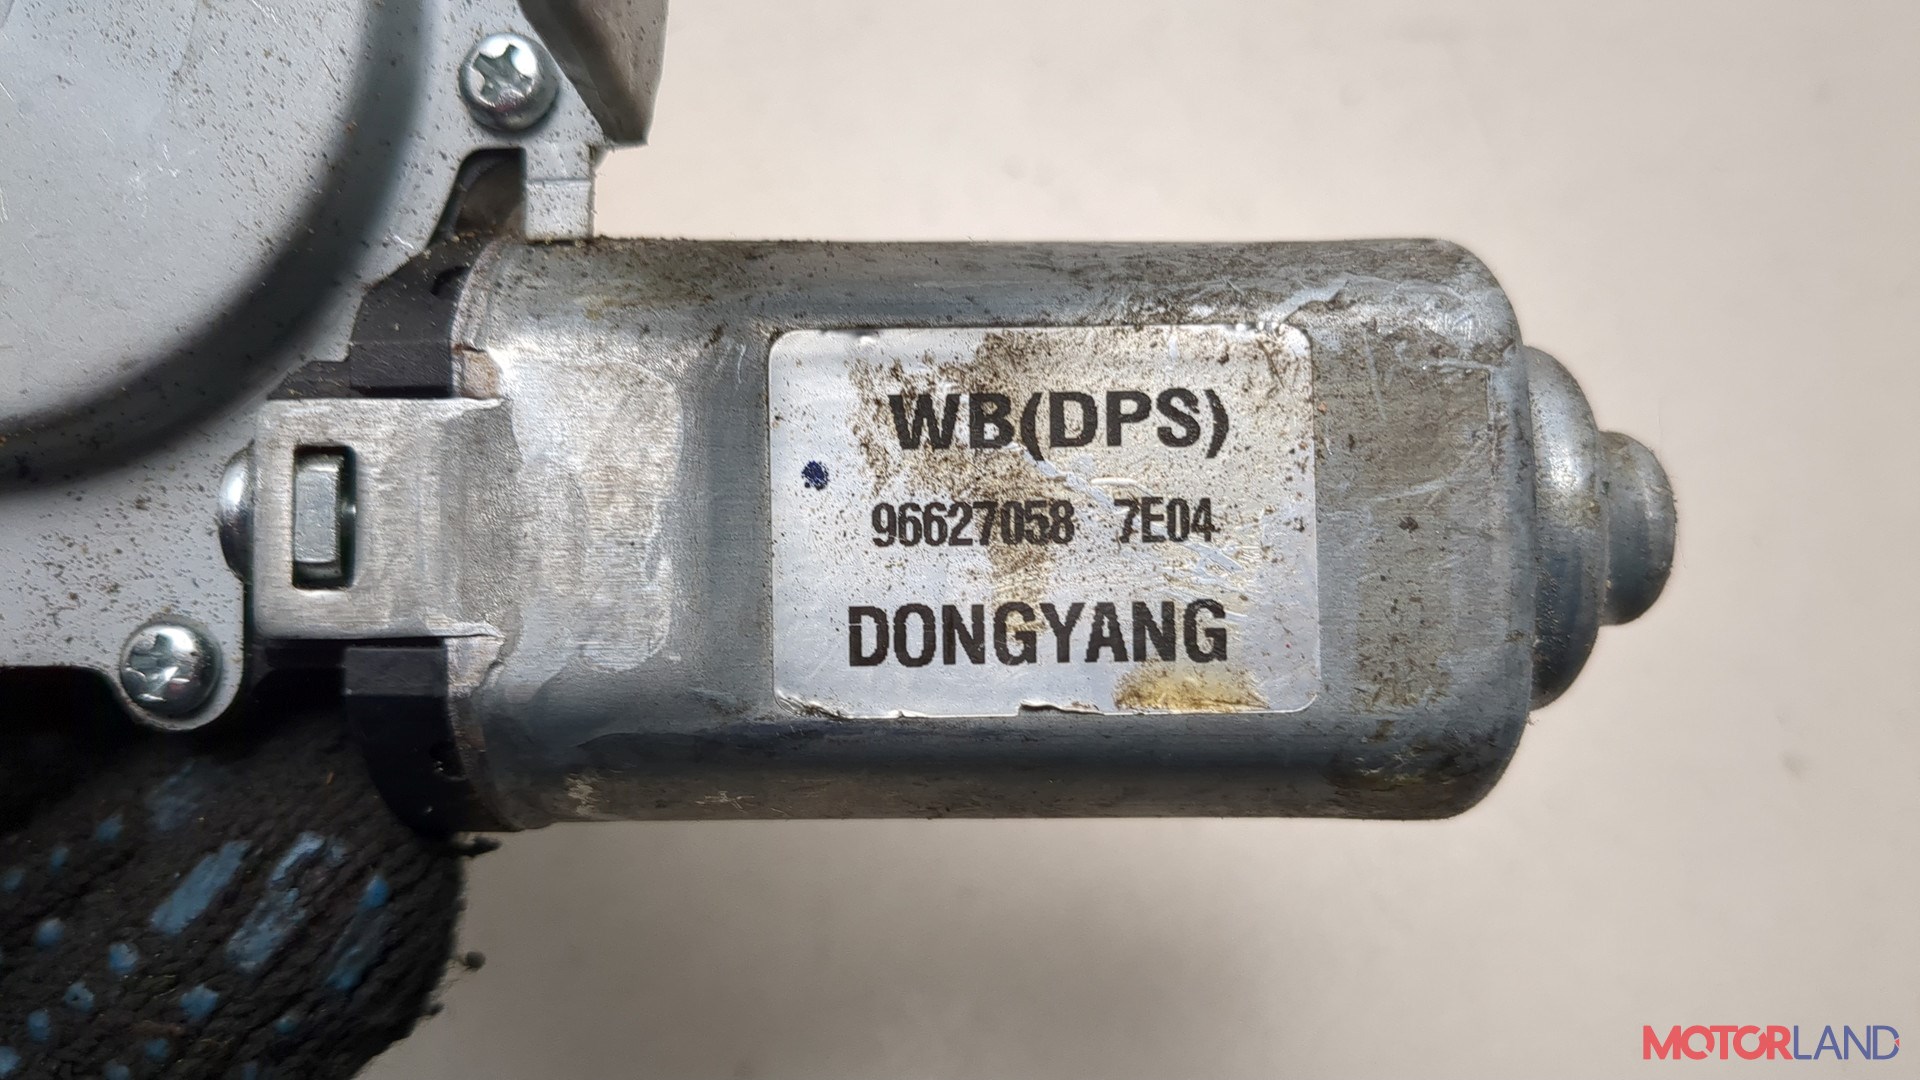 WB(DPS)
96627058 7E04
DONGYANG
MOTORLAND